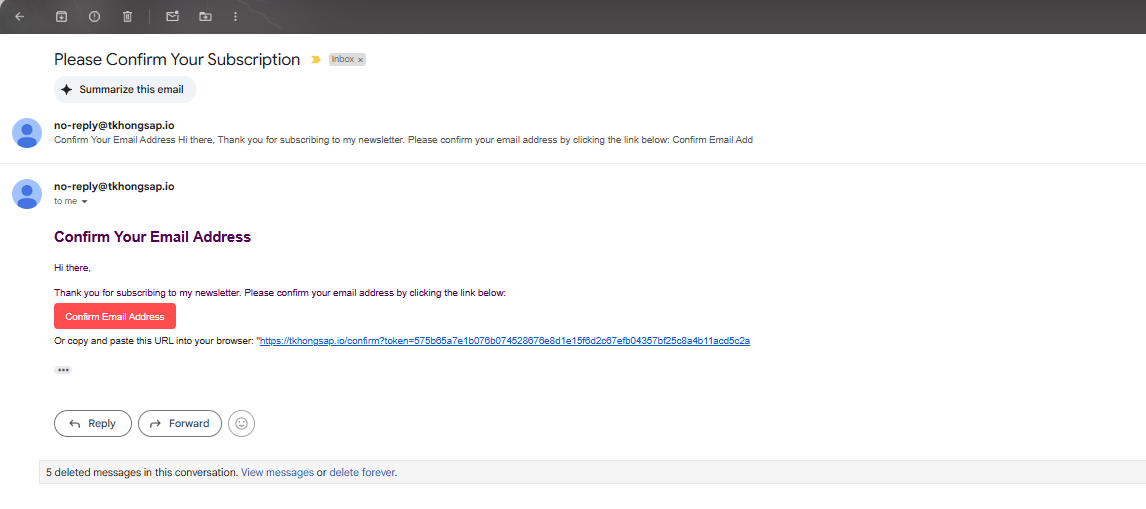 Please Confirm Your Subscription
Inbox ×
Summarize this email
no-reply@tkhongsap.io
Confirm Your Email Address Hi there, Thank you for subscribing to my newsletter. Please confirm your email address by clicking the link below: Confirm Email Add
no-reply@tkhongsap.io
to me
Confirm Your Email Address
Hi there,
Thank you for subscribing to my newsletter. Please confirm your email address by clicking the link below:
Confirm Email Address
Or copy and paste this URL into your browser: "https://tkhongsap.io/confirm?token=575b65a7e1b076b074528676e8d1e15f6d2c67efb04357bf25c8a4b11acd5c2a
Reply
Forward
5 deleted messages in this conversation. View messages or delete forever.